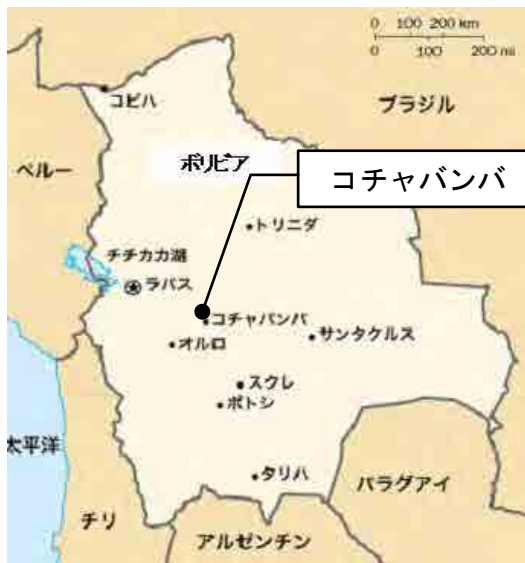 0 100 200 km
0 100 200 mi
コビハ
ブラジル
ペルー
ボリビア
コチャバンバ
トリニダ
チチカカ湖
ラパス
コチャバンバ
オルロ
サンタクルス
スクレ
ポトシ
太平洋
タリハ
パラグアイ
チリ
アルゼンチン